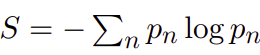 S = − ∑ₙ pₙ log pₙ